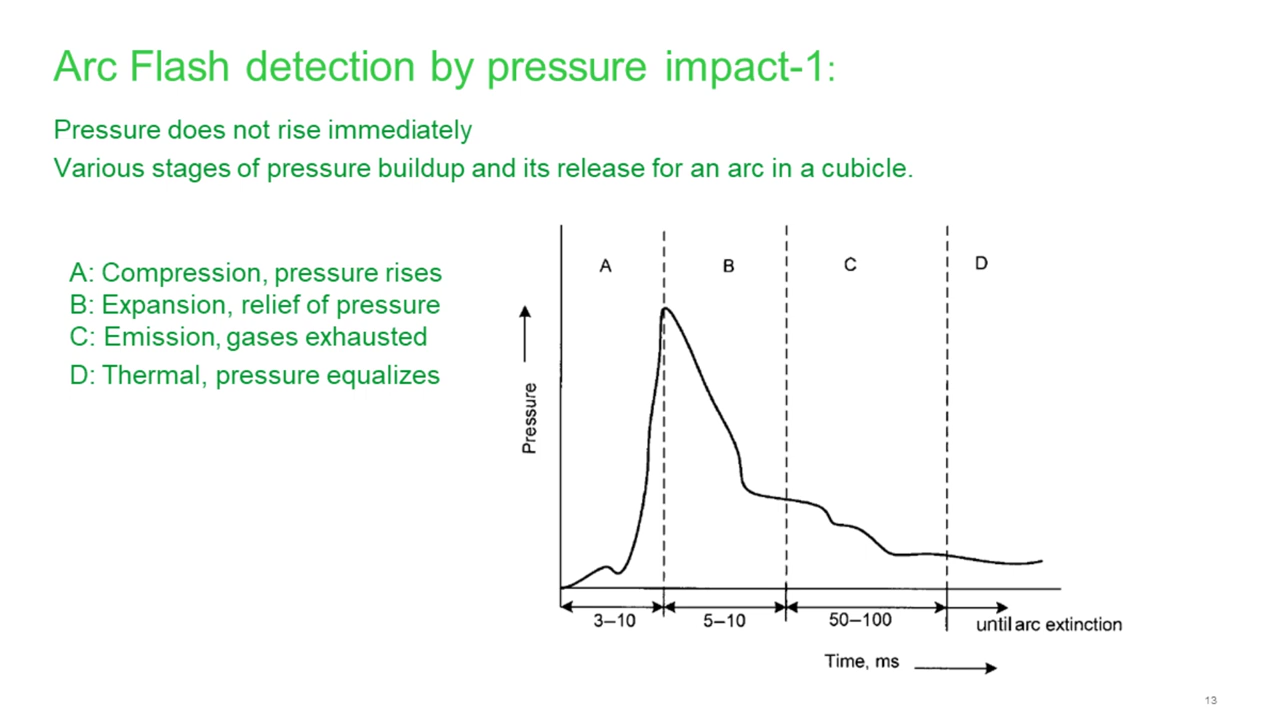 Arc Flash detection by pressure impact-1:
Pressure does not rise immediately
Various stages of pressure buildup and its release for an arc in a cubicle.
A: Compression, pressure rises
B: Expansion, relief of pressure
C: Emission, gases exhausted
D: Thermal, pressure equalizes
A B C D
Pressure
3–10 5–10 50–100 until arc extinction
Time, ms
13